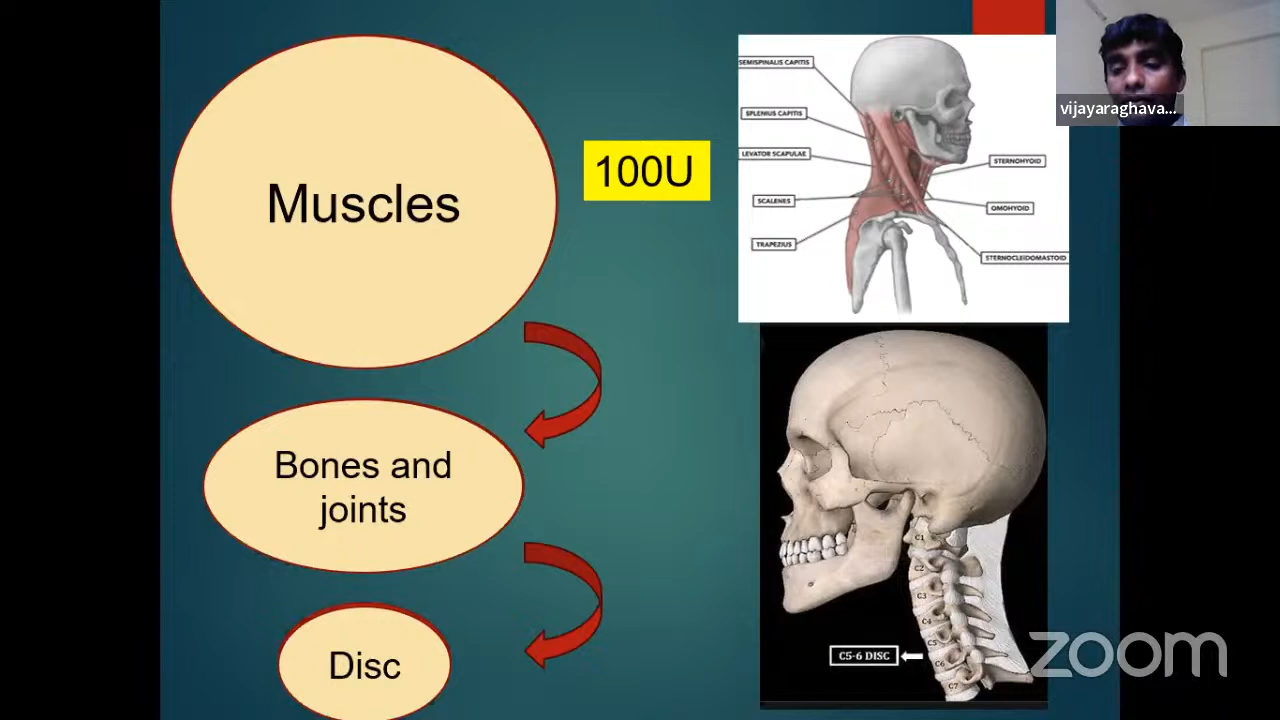 Muscles
100U
Bones and
joints
Disc
SEMISPINALIS CAPITIS
SPLENIUS CAPITIS
LEVATOR SCAPULAE
SCALENES
TRAPEZIUS
STERNOHYOID
OMOHYOID
STERNOCLEIDOMASTOID
C1
C2
C3
C4
C5
C6
C7
C5-6 DISC
vijayaraghava...
zoom